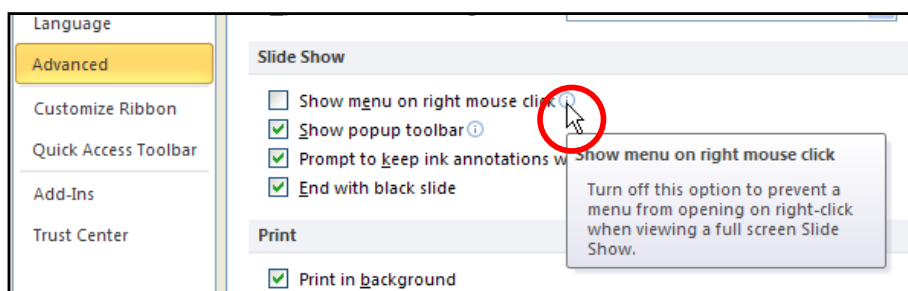 Language
Advanced
Customize Ribbon
Quick Access Toolbar
Add-Ins
Trust Center
Slide Show
Show menu on right mouse click
Show popup toolbar
Prompt to keep ink annotations w
End with black slide
Print
Print in background
Show menu on right mouse click
Turn off this option to prevent a
menu from opening on right-click
when viewing a full screen Slide
Show.